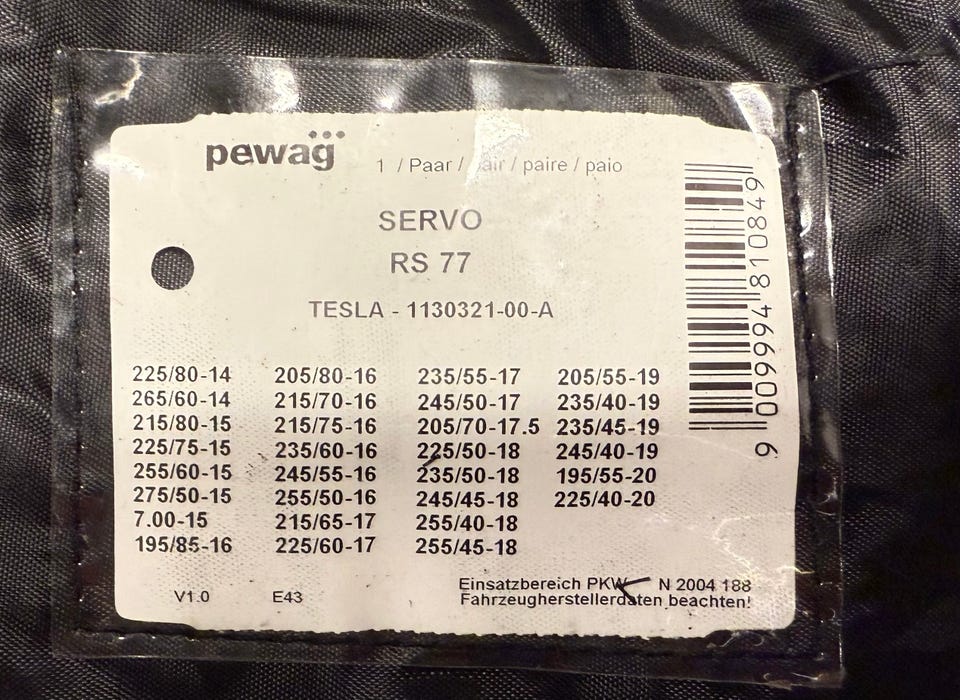 pewag
1 / Paar / pair / paire / paio
SERVO
RS 77
TESLA - 1130321-00-A
225/80-14 205/80-16 235/55-17 205/55-19
265/60-14 215/70-16 245/50-17 235/40-19
215/80-15 215/75-16 205/70-17.5 235/45-19
225/75-15 235/60-16 225/50-18 245/40-19
255/60-15 245/55-16 235/50-18 195/55-20
275/50-15 255/50-16 245/45-18 225/40-20
7.00-15 215/65-17 255/40-18
195/85-16 225/60-17 255/45-18
V1.0 E43
Einsatzbereich PKW N 2004 188
Fahrzeugherstellerdaten beachten!
9 009994 810849